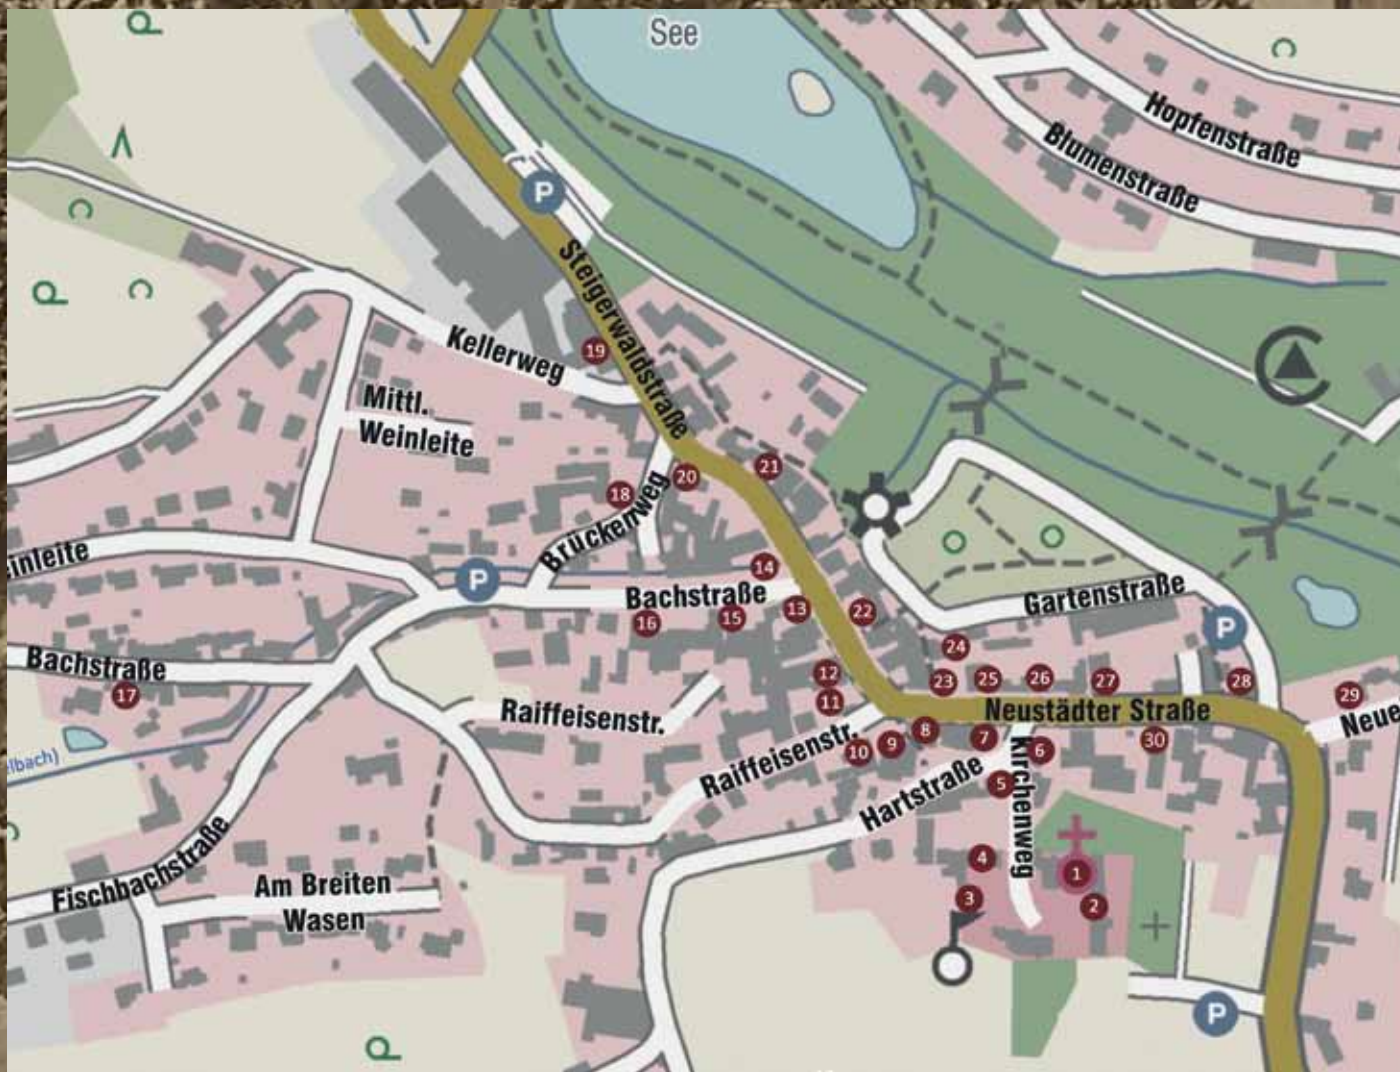 See
Hopfenstraße
Blumenstraße
P
Steigerwaldstraße
19
Kellerweg
Mittl.
Weinleite
21
20
18
Brückenweg
einleite
P
14
Bachstraße
13
15
16
22
Gartenstraße
P
24
Bachstraße
17
12
11
23
25
26
27
28
29
Neustädter Straße
Neue
Raiffeisenstr.
Raiffeisenstr.
10
9
8
7
6
30
5
Hartstraße
Kirchenweg
elbach)
Fischbachstraße
Am Breiten
Wasen
4
3
1
2
P